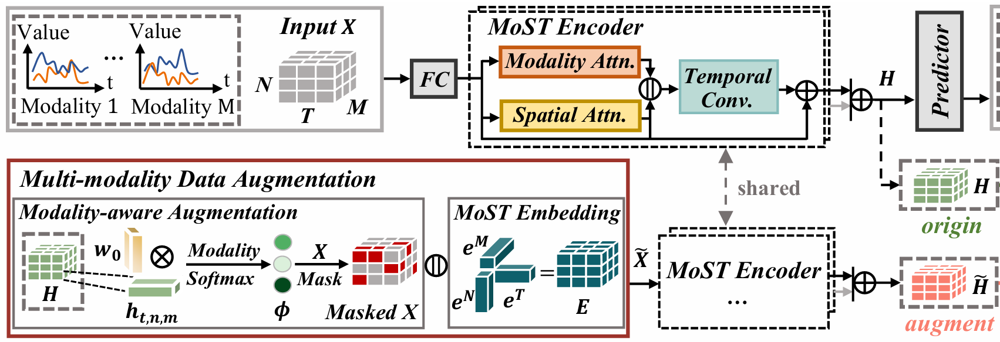 Value
Value
...
t
t
Modality 1
Modality M
Input X
N
T
M
FC
MoST Encoder
Modality Attn.
Spatial Attn.
||
Temporal
Conv.
H
Predictor
shared
H
origin
Multi-modality Data Augmentation
Modality-aware Augmentation
H
w₀
hₜ,ₙ,ₘ
Modality
Softmax
ϕ
X
Mask
Masked X
||
MoST Embedding
eᴹ
eᴺ
eᵀ
=
E
X̃
MoST Encoder
...
H̃
augment